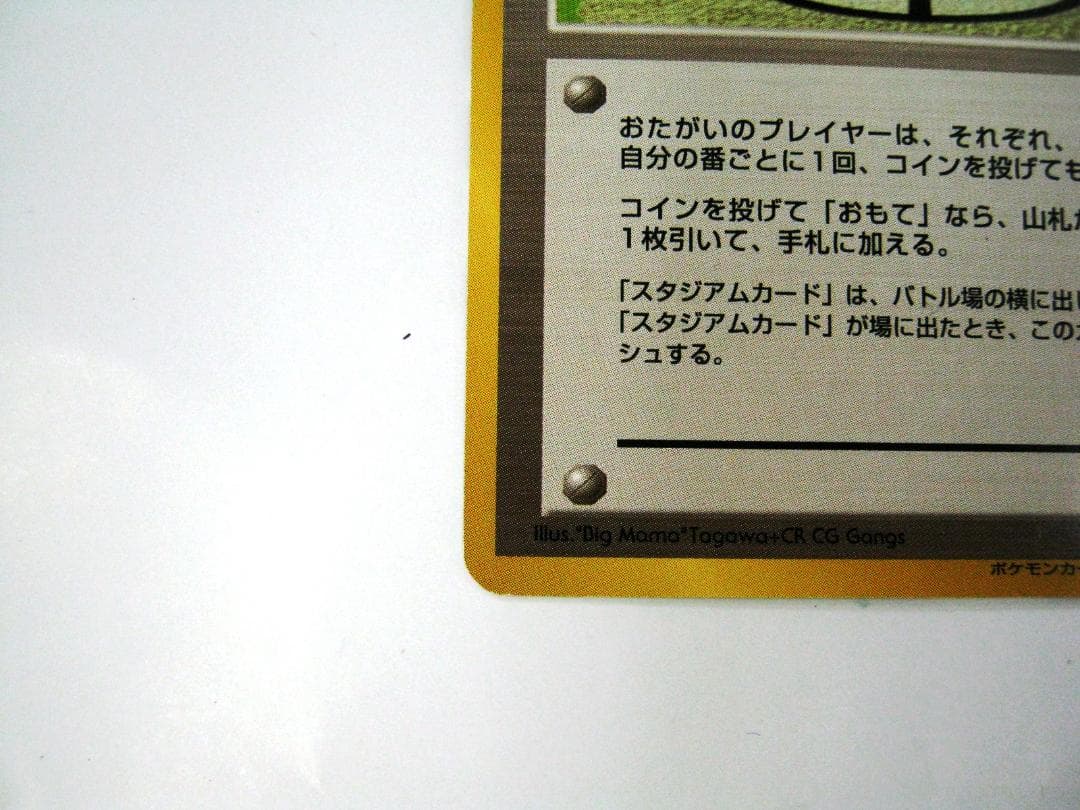 おたがいのプレイヤーは、それぞれ、
自分の番ごとに1回、コインを投げても
コインを投げて「おもて」なら、山札か
1枚引いて、手札に加える。
「スタジアムカード」は、バトル場の横に出し
「スタジアムカード」が場に出たとき、この
シュする。
Illus."Big Mama"Tagawa+CR CG Gangs
ポケモンカー